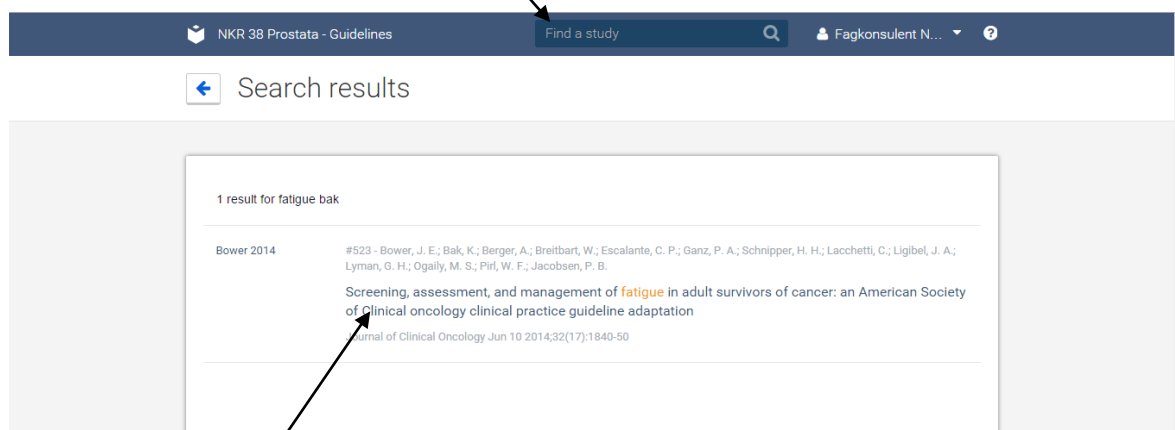 NKR 38 Prostata - Guidelines
Find a study
Fagkonsulent N...
?
Search results
1 result for fatigue bak
Bower 2014
#523 - Bower, J. E.; Bak, K.; Berger, A.; Breitbart, W.; Escalante, C. P.; Ganz, P. A.; Schnipper, H. H.; Lacchetti, C.; Ligibel, J. A.;
Lyman, G. H.; Ogaily, M. S.; Pirl, W. F.; Jacobsen, P. B.
Screening, assessment, and management of fatigue in adult survivors of cancer: an American Society
of Clinical oncology clinical practice guideline adaptation
Journal of Clinical Oncology Jun 10 2014;32(17):1840-50